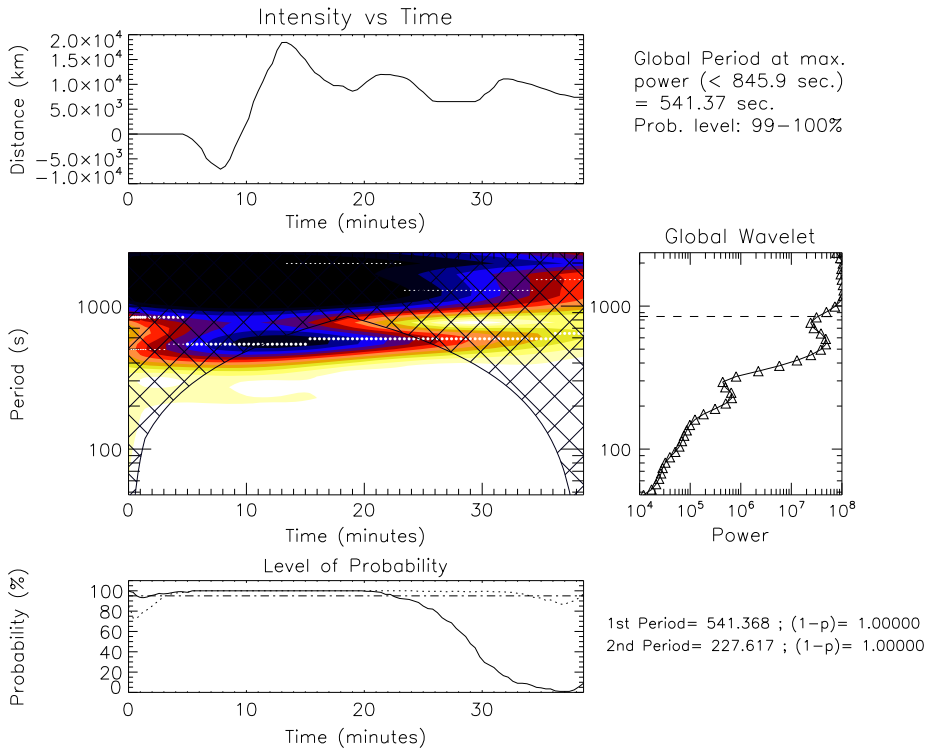 Intensity vs Time
Distance (km)
2.0×10⁴
1.5×10⁴
1.0×10⁴
5.0×10³
0
−5.0×10³
−1.0×10⁴
0 10 20 30
Time (minutes)
Global Period at max.
power (< 845.9 sec.)
= 541.37 sec.
Prob. level: 99−100%
Period (s)
1000
100
0 10 20 30
Time (minutes)
Global Wavelet
1000
100
10⁴ 10⁵ 10⁶ 10⁷ 10⁸
Power
Level of Probability
Probability (%)
100
80
60
40
20
0
0 10 20 30
Time (minutes)
1st Period= 541.368 ; (1-p)= 1.00000
2nd Period= 227.617 ; (1-p)= 1.00000